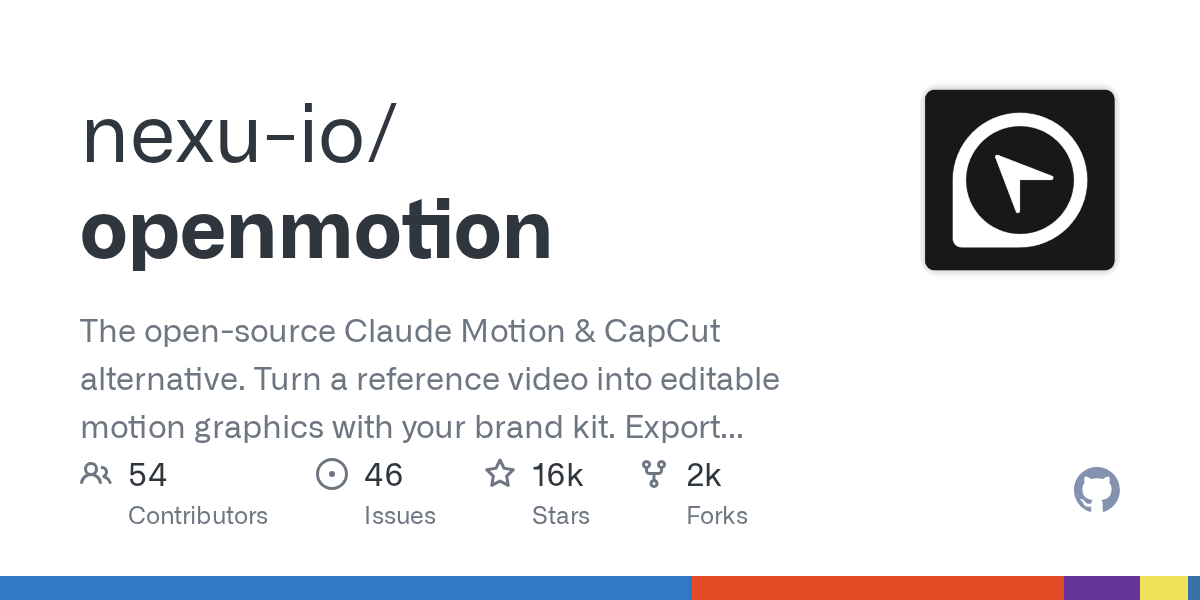 nexu-io/
openmotion
The open-source Claude Motion & CapCut
alternative. Turn a reference video into editable
motion graphics with your brand kit. Export...
54
Contributors
46
Issues
16k
Stars
2k
Forks